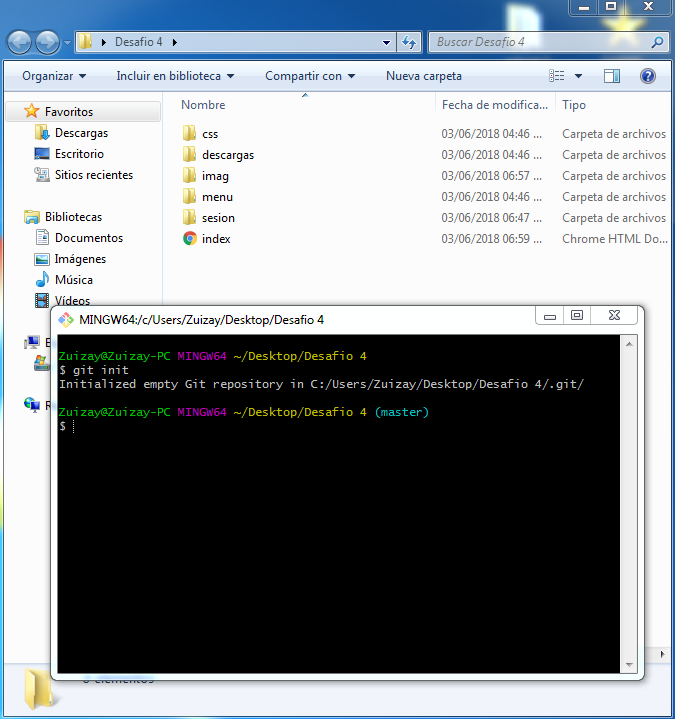 Desafio 4
Buscar Desafio 4
Organizar Incluir en biblioteca Compartir con Nueva carpeta
Favoritos
Descargas
Escritorio
Sitios recientes
Bibliotecas
Documentos
Imágenes
Música
Vídeos
Nombre Fecha de modifica... Tipo
css 03/06/2018 04:46 ... Carpeta de archivos
descargas 03/06/2018 04:46 ... Carpeta de archivos
imag 03/06/2018 06:57 ... Carpeta de archivos
menu 03/06/2018 04:46 ... Carpeta de archivos
sesion 03/06/2018 06:47 ... Carpeta de archivos
index 03/06/2018 06:59 ... Chrome HTML Do...
MINGW64:/c/Users/Zuizay/Desktop/Desafio 4
Zuizay@Zuizay-PC MINGW64 ~/Desktop/Desafio 4
$ git init
Initialized empty Git repository in C:/Users/Zuizay/Desktop/Desafio 4/.git/
Zuizay@Zuizay-PC MINGW64 ~/Desktop/Desafio 4 (master)
$
elementos